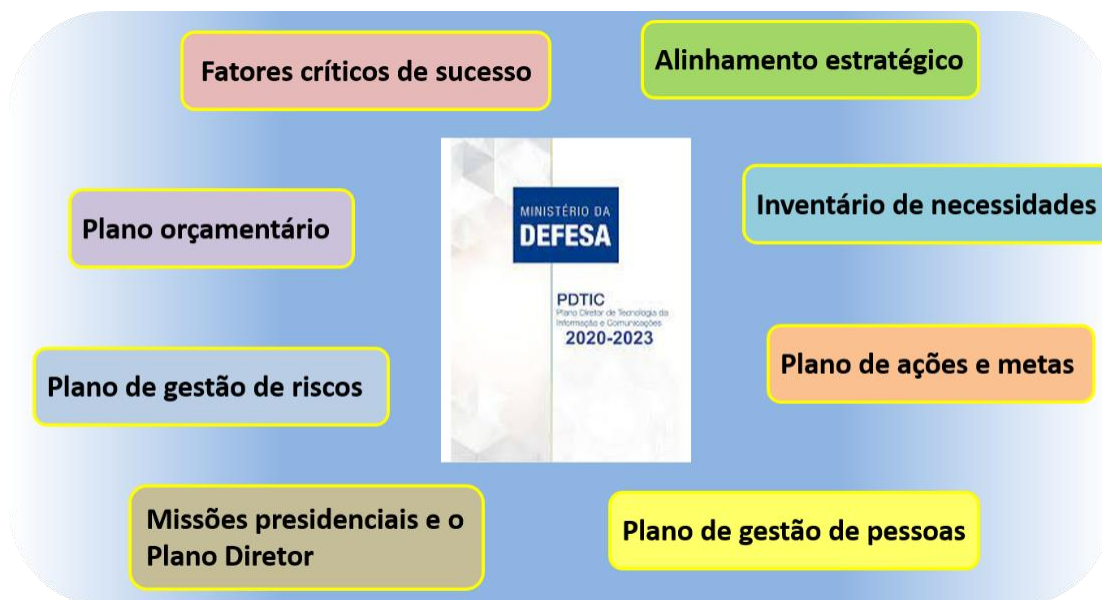 Fatores críticos de sucesso
Alinhamento estratégico
Plano orçamentário
Inventário de necessidades
MINISTÉRIO DA
DEFESA
PDTIC
Plano Diretor de Tecnologia da
Informação e Comunicações
2020-2023
Plano de gestão de riscos
Plano de ações e metas
Missões presidenciais e o
Plano Diretor
Plano de gestão de pessoas